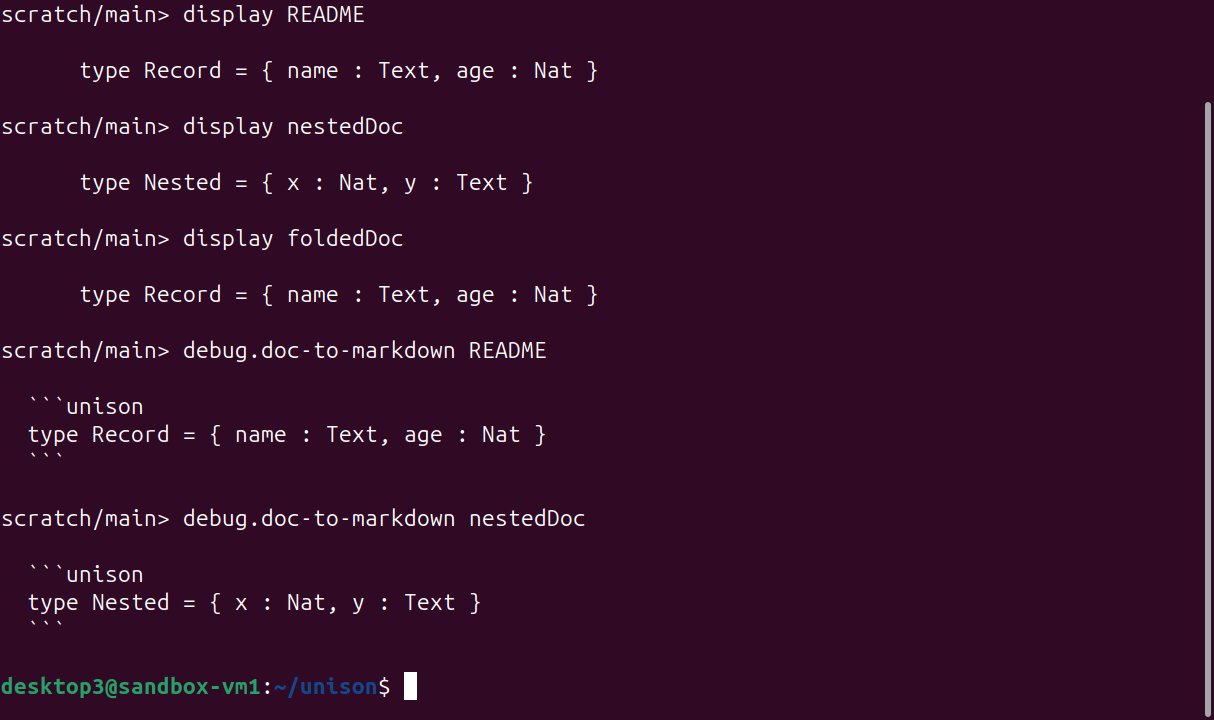 scratch/main> display README
type Record = { name : Text, age : Nat }
scratch/main> display nestedDoc
type Nested = { x : Nat, y : Text }
scratch/main> display foldedDoc
type Record = { name : Text, age : Nat }
scratch/main> debug.doc-to-markdown README
```unison
type Record = { name : Text, age : Nat }
```
scratch/main> debug.doc-to-markdown nestedDoc
```unison
type Nested = { x : Nat, y : Text }
```
desktop3@sandbox-vm1:~/unison$